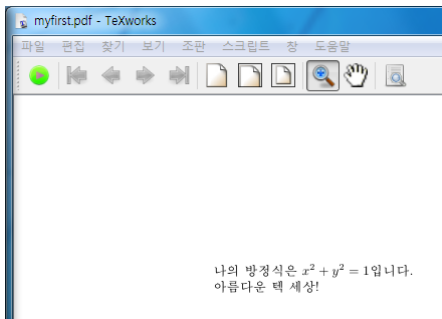 myfirst.pdf - TeXworks
파일 편집 찾기 보기 조판 스크립트 창 도움말
나의 방정식은 x² + y² = 1입니다.
아름다운 텍 세상!